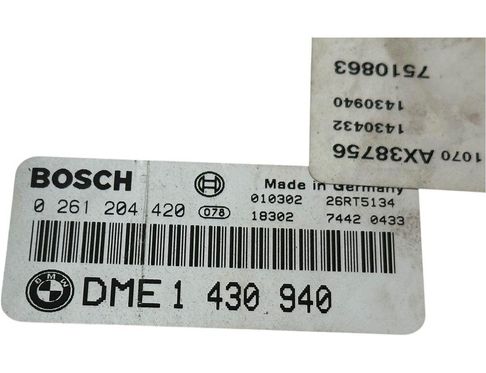 BOSCH
Made in Germany
0 261 204 420 078
010302 26RT5134
18302 7442 0433
BMW
DME 1 430 940
7510863
1430940
1430432
1070 AX38756